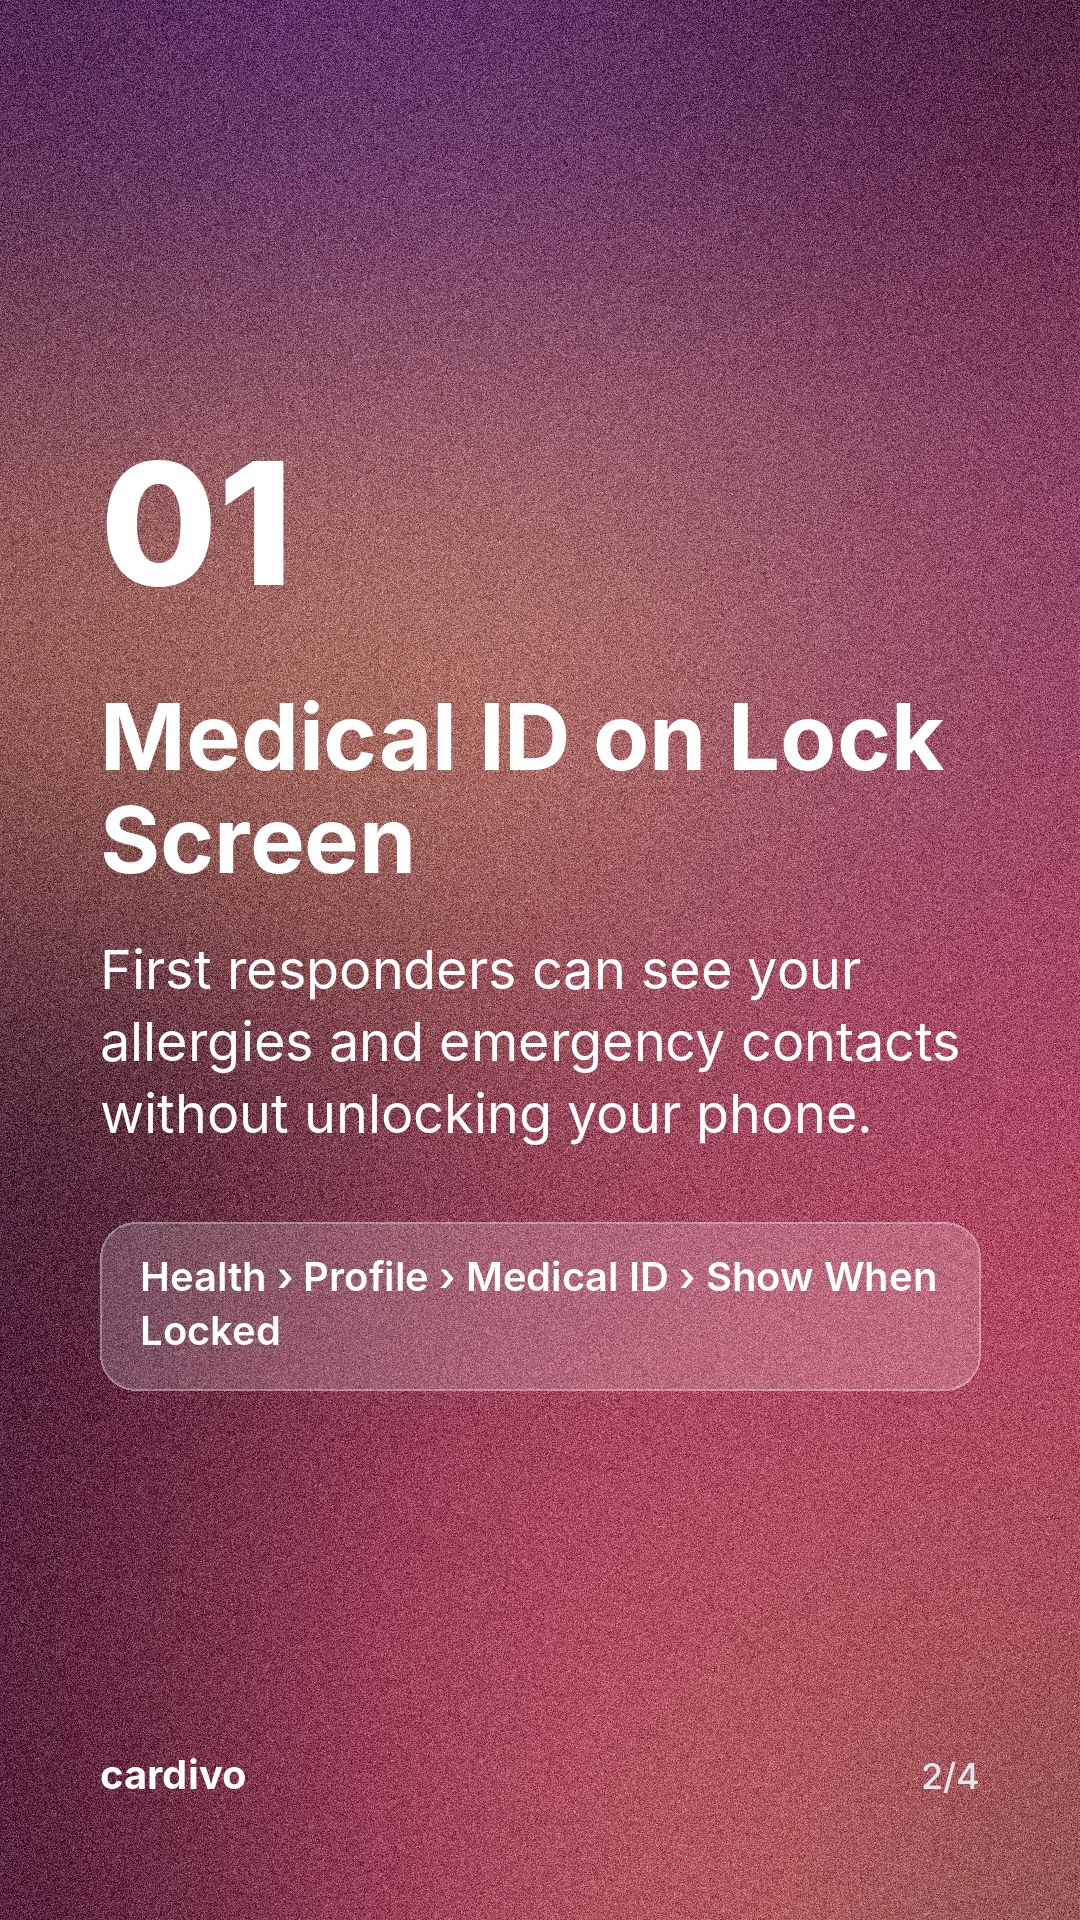 01
Medical ID on Lock
Screen
First responders can see your
allergies and emergency contacts
without unlocking your phone.
Health › Profile › Medical ID › Show When
Locked
cardivo
2/4